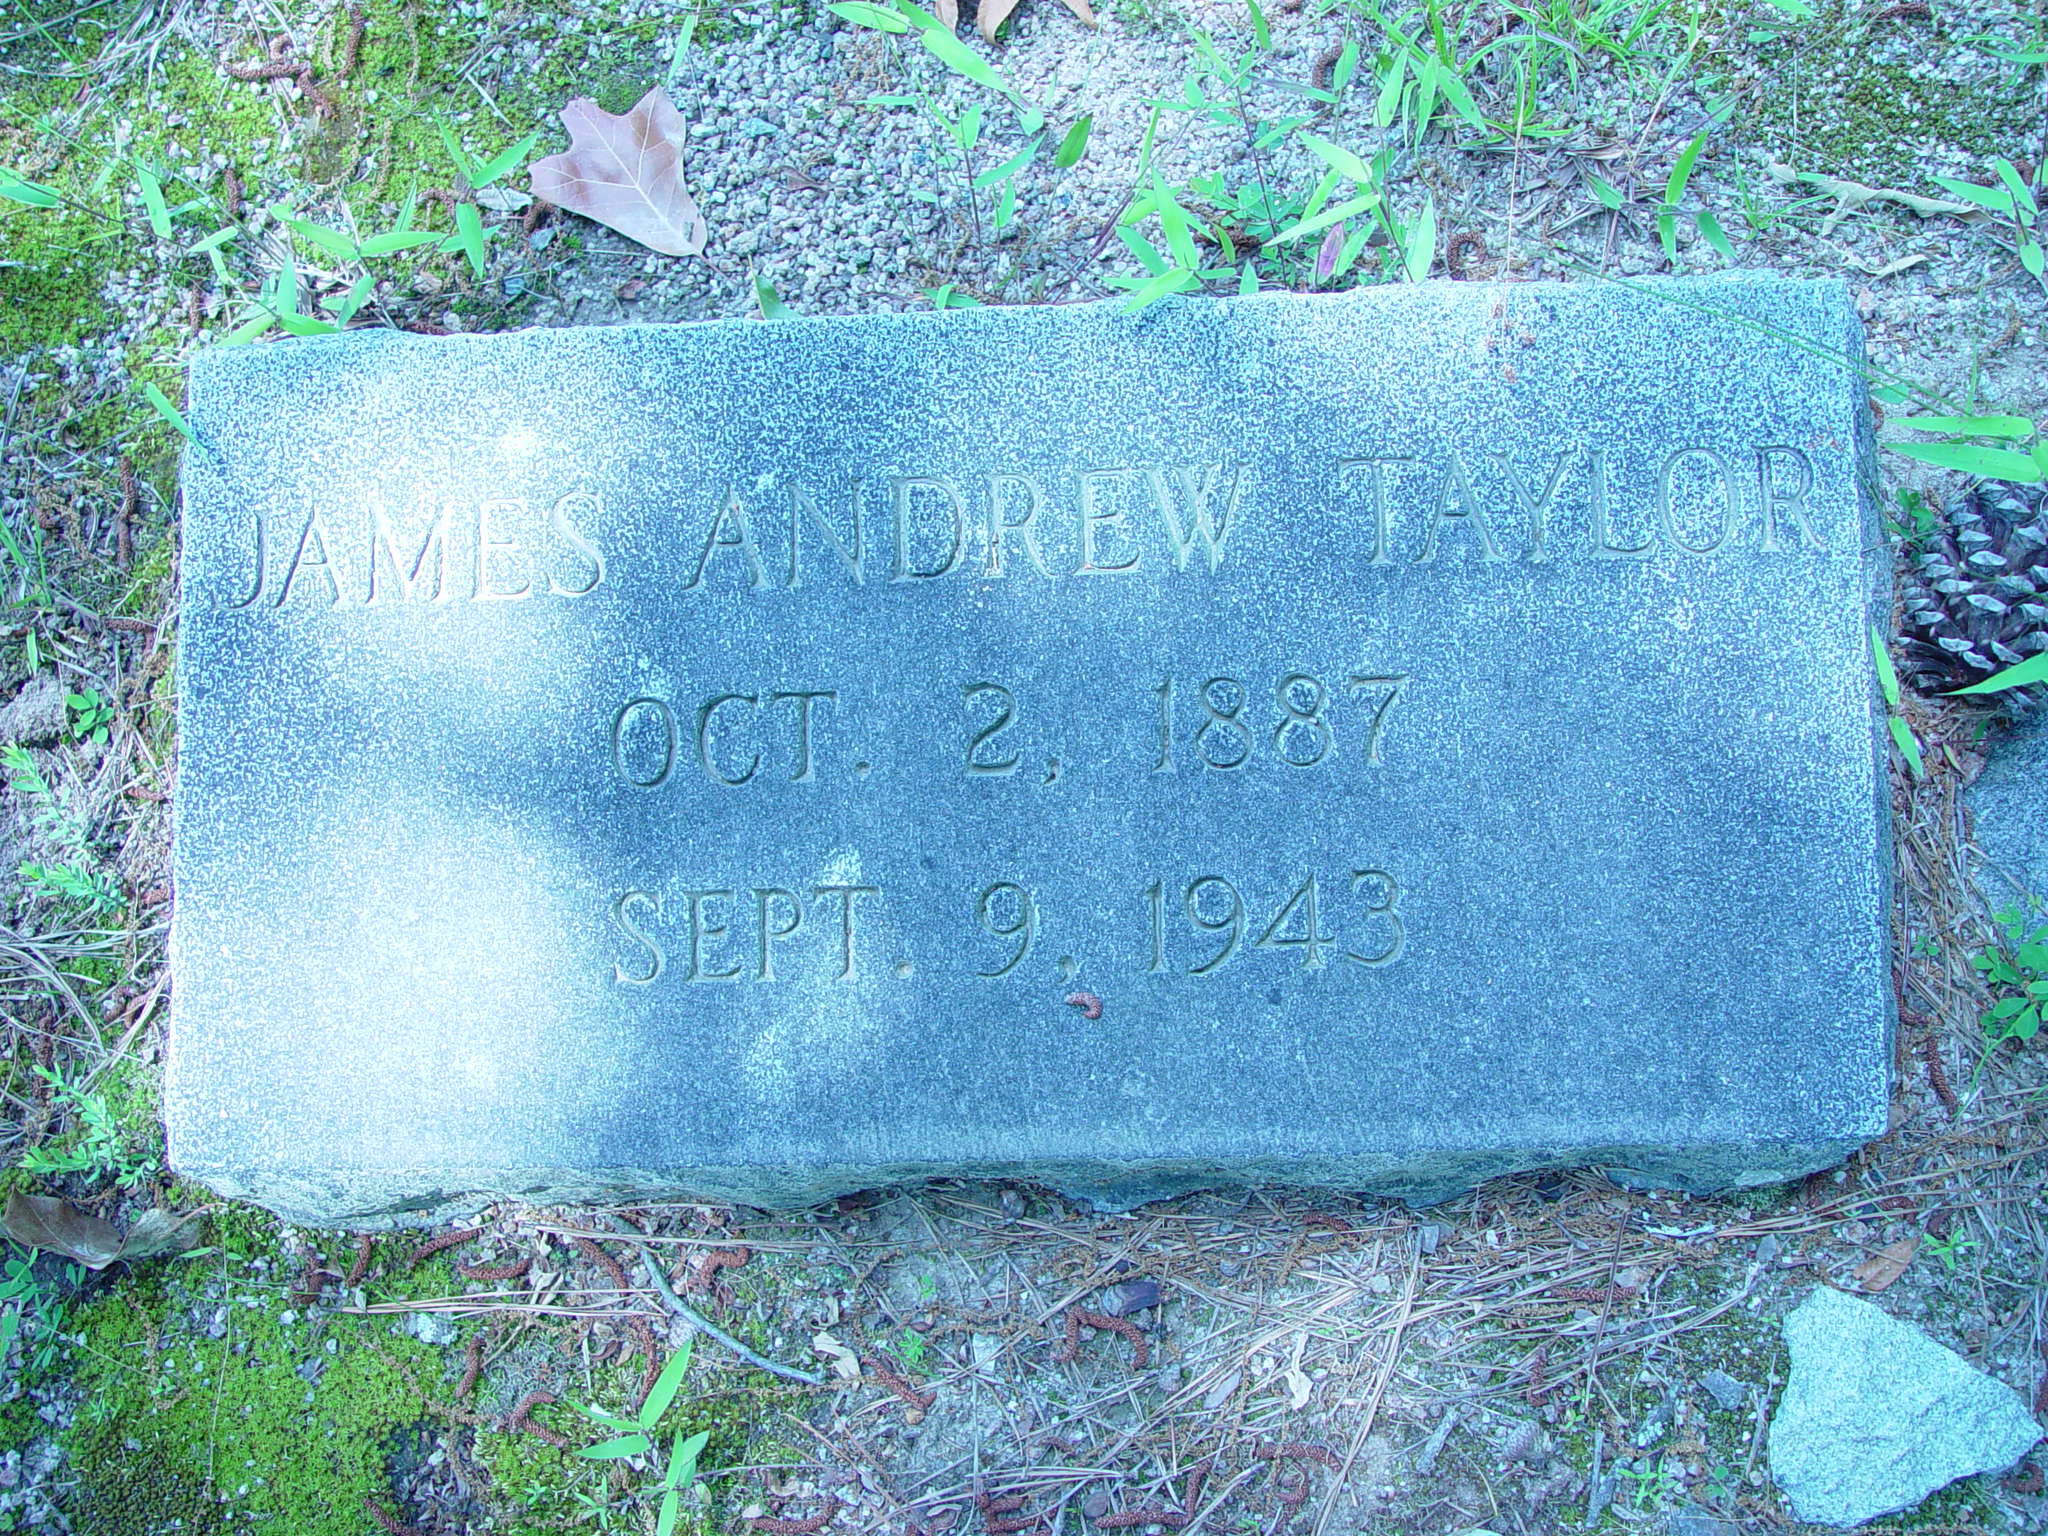 JAMES ANDREW TAYLOR
OCT. 2, 1887
SEPT. 9, 1943